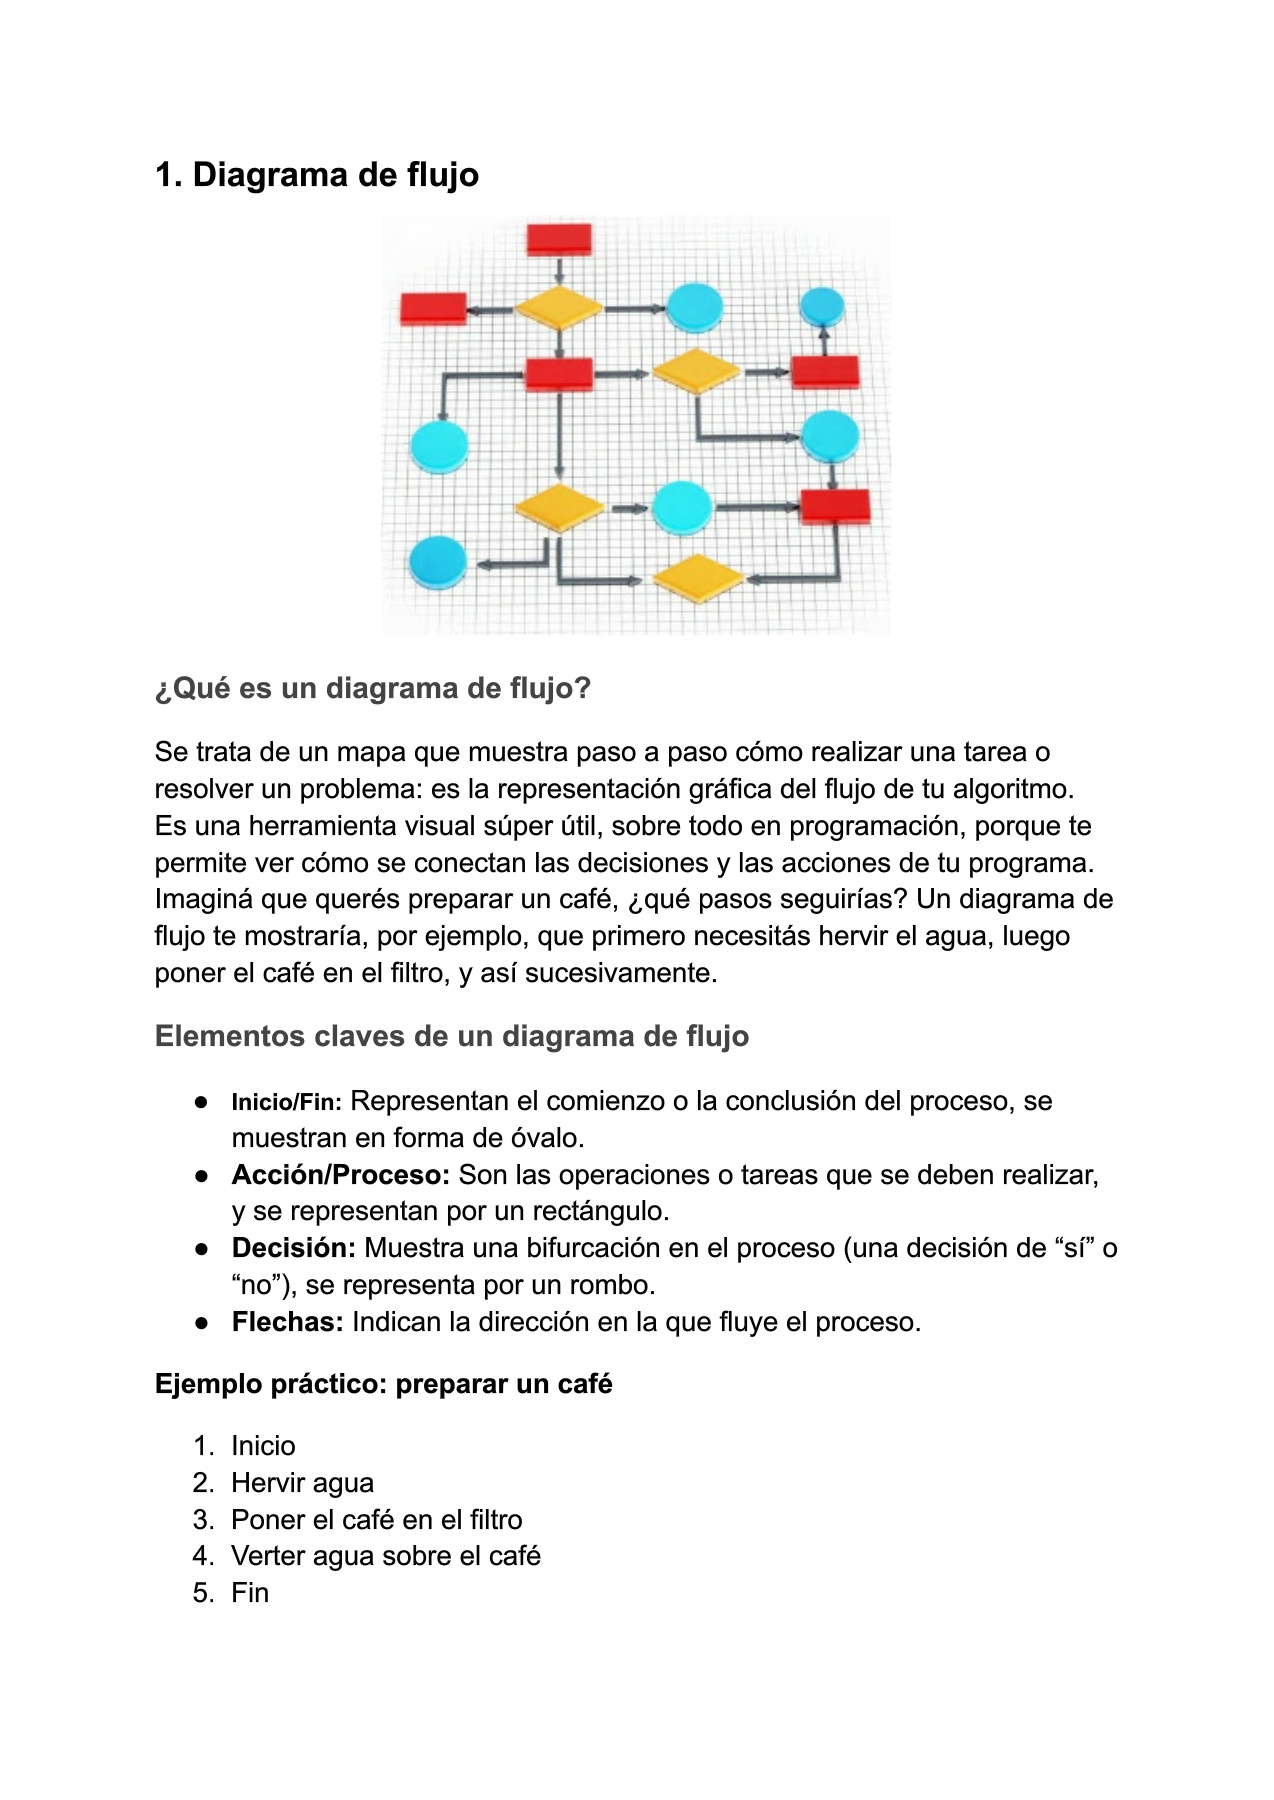 1. Diagrama de flujo
¿Qué es un diagrama de flujo?
Se trata de un mapa que muestra paso a paso cómo realizar una tarea o
resolver un problema: es la representación gráfica del flujo de tu algoritmo.
Es una herramienta visual súper útil, sobre todo en programación, porque te
permite ver cómo se conectan las decisiones y las acciones de tu programa.
Imaginá que querés preparar un café, ¿qué pasos seguirías? Un diagrama de
flujo te mostraría, por ejemplo, que primero necesitás hervir el agua, luego
poner el café en el filtro, y así sucesivamente.
Elementos claves de un diagrama de flujo
● Inicio/Fin: Representan el comienzo o la conclusión del proceso, se
muestran en forma de óvalo.
● Acción/Proceso: Son las operaciones o tareas que se deben realizar,
y se representan por un rectángulo.
● Decisión: Muestra una bifurcación en el proceso (una decisión de “sí” o
“no”), se representa por un rombo.
● Flechas: Indican la dirección en la que fluye el proceso.
Ejemplo práctico: preparar un café
1. Inicio
2. Hervir agua
3. Poner el café en el filtro
4. Verter agua sobre el café
5. Fin